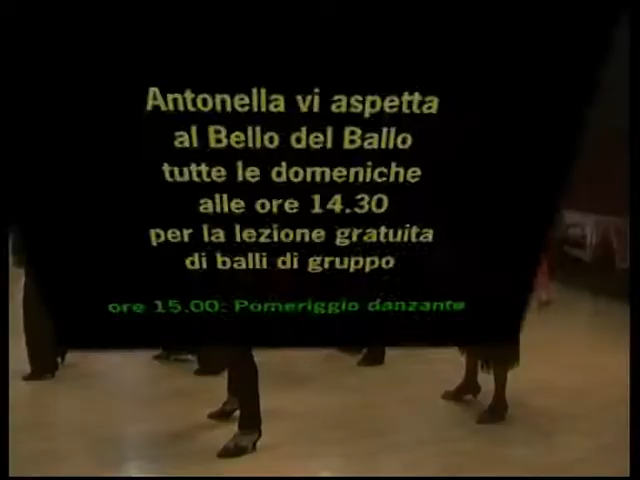 Antonella vi aspetta
al Bello del Ballo
tutte le domeniche
alle ore 14.30
per la lezione gratuita
di balli di gruppo
ore 15.00: Pomeriggio danzante